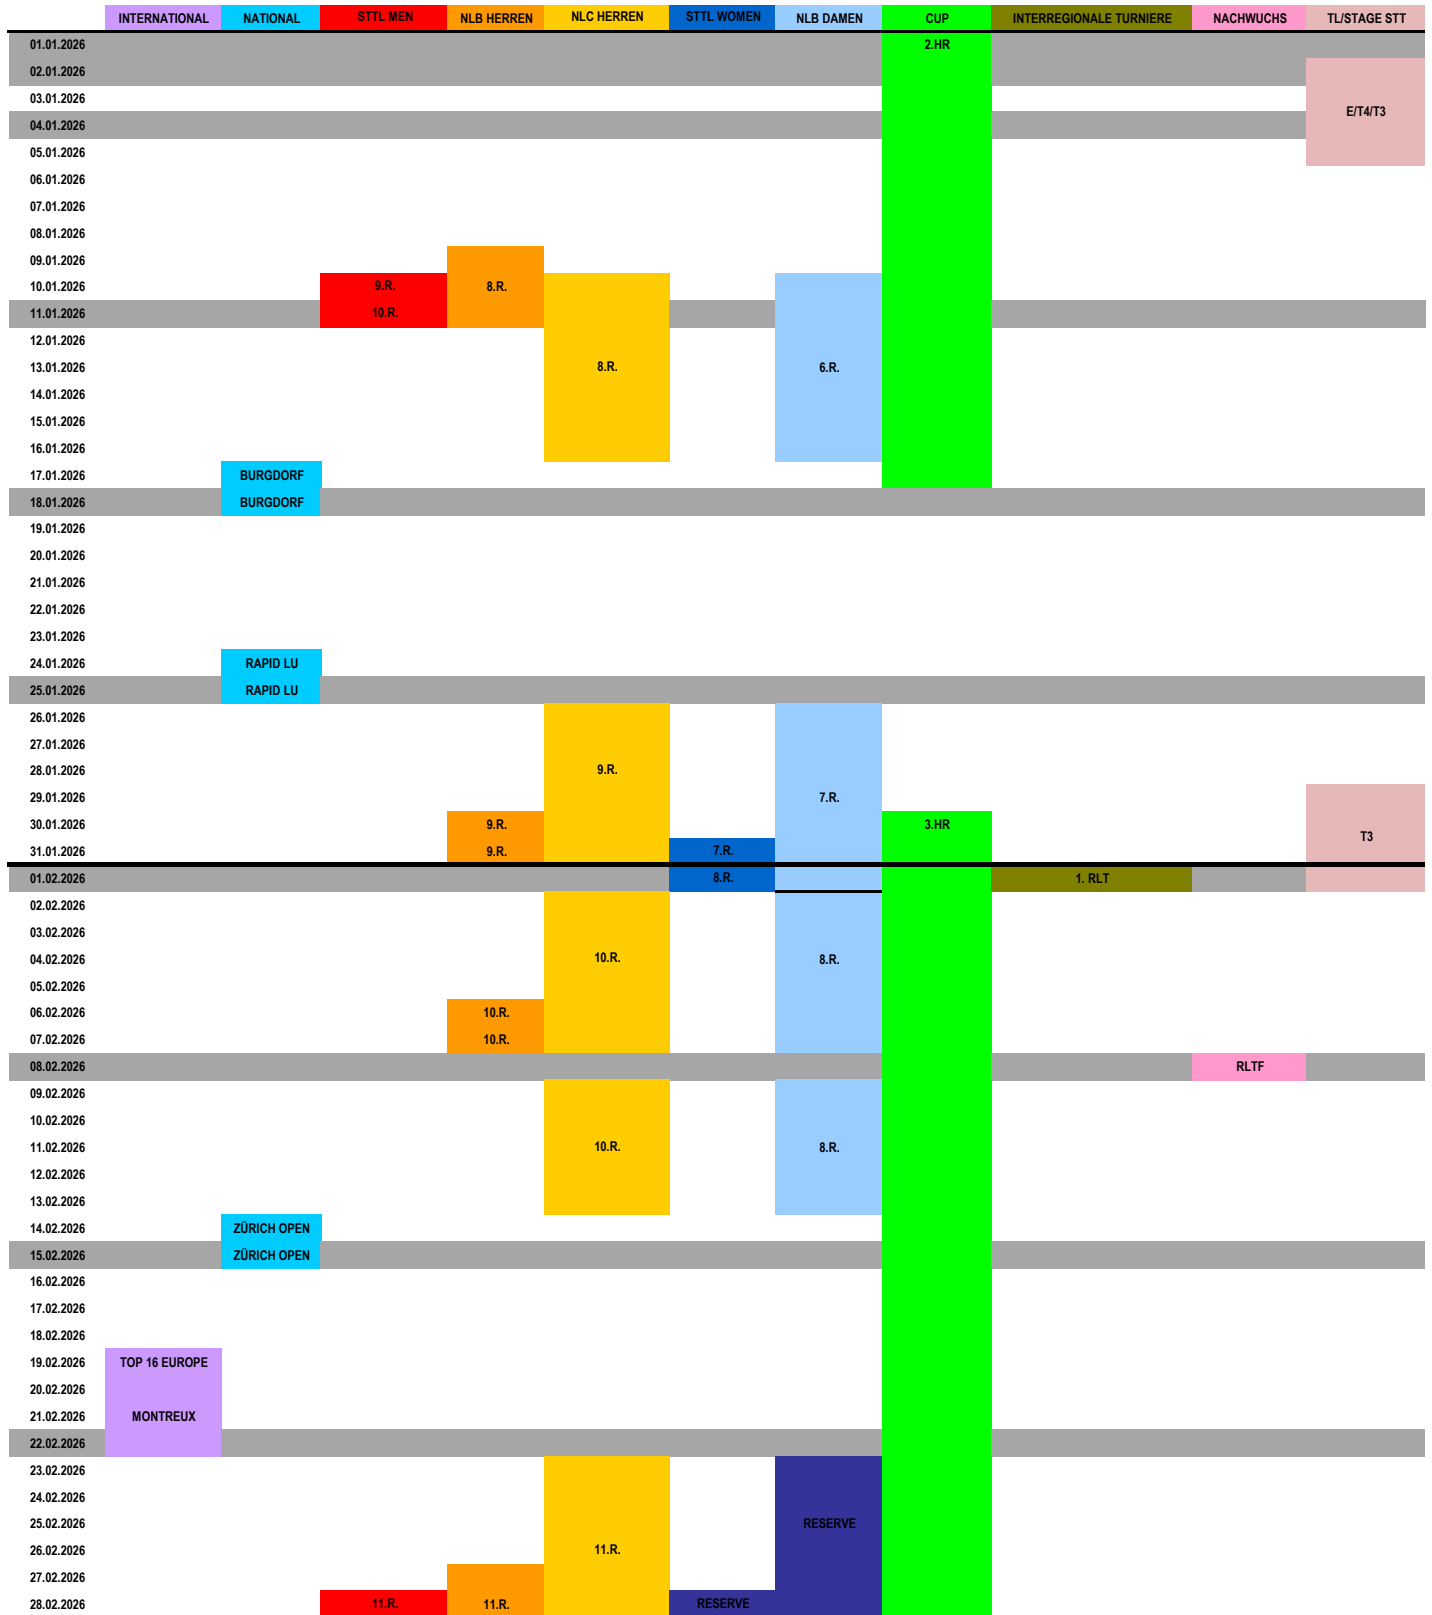 INTERNATIONAL NATIONAL STTL MEN NLB HERREN NLC HERREN STTL WOMEN NLB DAMEN CUP INTERREGIONALE TURNIERE NACHWUCHS TL/STAGE STT
01.01.2026 2.HR
02.01.2026
03.01.2026
E/T4/T3
04.01.2026
05.01.2026
06.01.2026
07.01.2026
08.01.2026
09.01.2026
10.01.2026 9.R. 8.R.
11.01.2026 10.R.
12.01.2026
13.01.2026 8.R. 6.R.
14.01.2026
15.01.2026
16.01.2026
17.01.2026 BURGDORF
18.01.2026 BURGDORF
19.01.2026
20.01.2026
21.01.2026
22.01.2026
23.01.2026
24.01.2026 RAPID LU
25.01.2026 RAPID LU
26.01.2026
27.01.2026
28.01.2026 9.R.
29.01.2026 7.R.
30.01.2026 9.R. 3.HR
T3
31.01.2026 9.R. 7.R.
01.02.2026 8.R. 1. RLT
02.02.2026
03.02.2026
04.02.2026 10.R. 8.R.
05.02.2026
06.02.2026 10.R.
07.02.2026 10.R.
08.02.2026 RLTF
09.02.2026
10.02.2026
11.02.2026 10.R. 8.R.
12.02.2026
13.02.2026
14.02.2026 ZÜRICH OPEN
15.02.2026 ZÜRICH OPEN
16.02.2026
17.02.2026
18.02.2026
19.02.2026 TOP 16 EUROPE
20.02.2026
21.02.2026 MONTREUX
22.02.2026
23.02.2026
24.02.2026
25.02.2026 RESERVE
26.02.2026 11.R.
27.02.2026
28.02.2026 11.R. 11.R. RESERVE